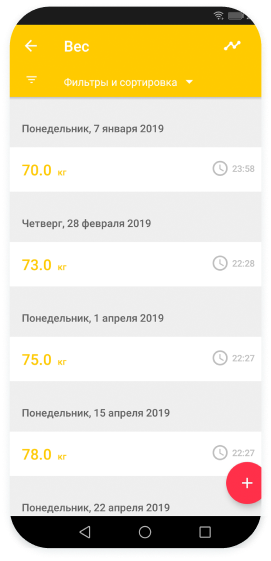 Вес
Фильтры и сортировка
Понедельник, 7 января 2019
70.0 кг 23:58
Четверг, 28 февраля 2019
73.0 кг 22:28
Понедельник, 1 апреля 2019
75.0 кг 22:27
Понедельник, 15 апреля 2019
78.0 кг 22:27
Понедельник, 22 апреля 2019